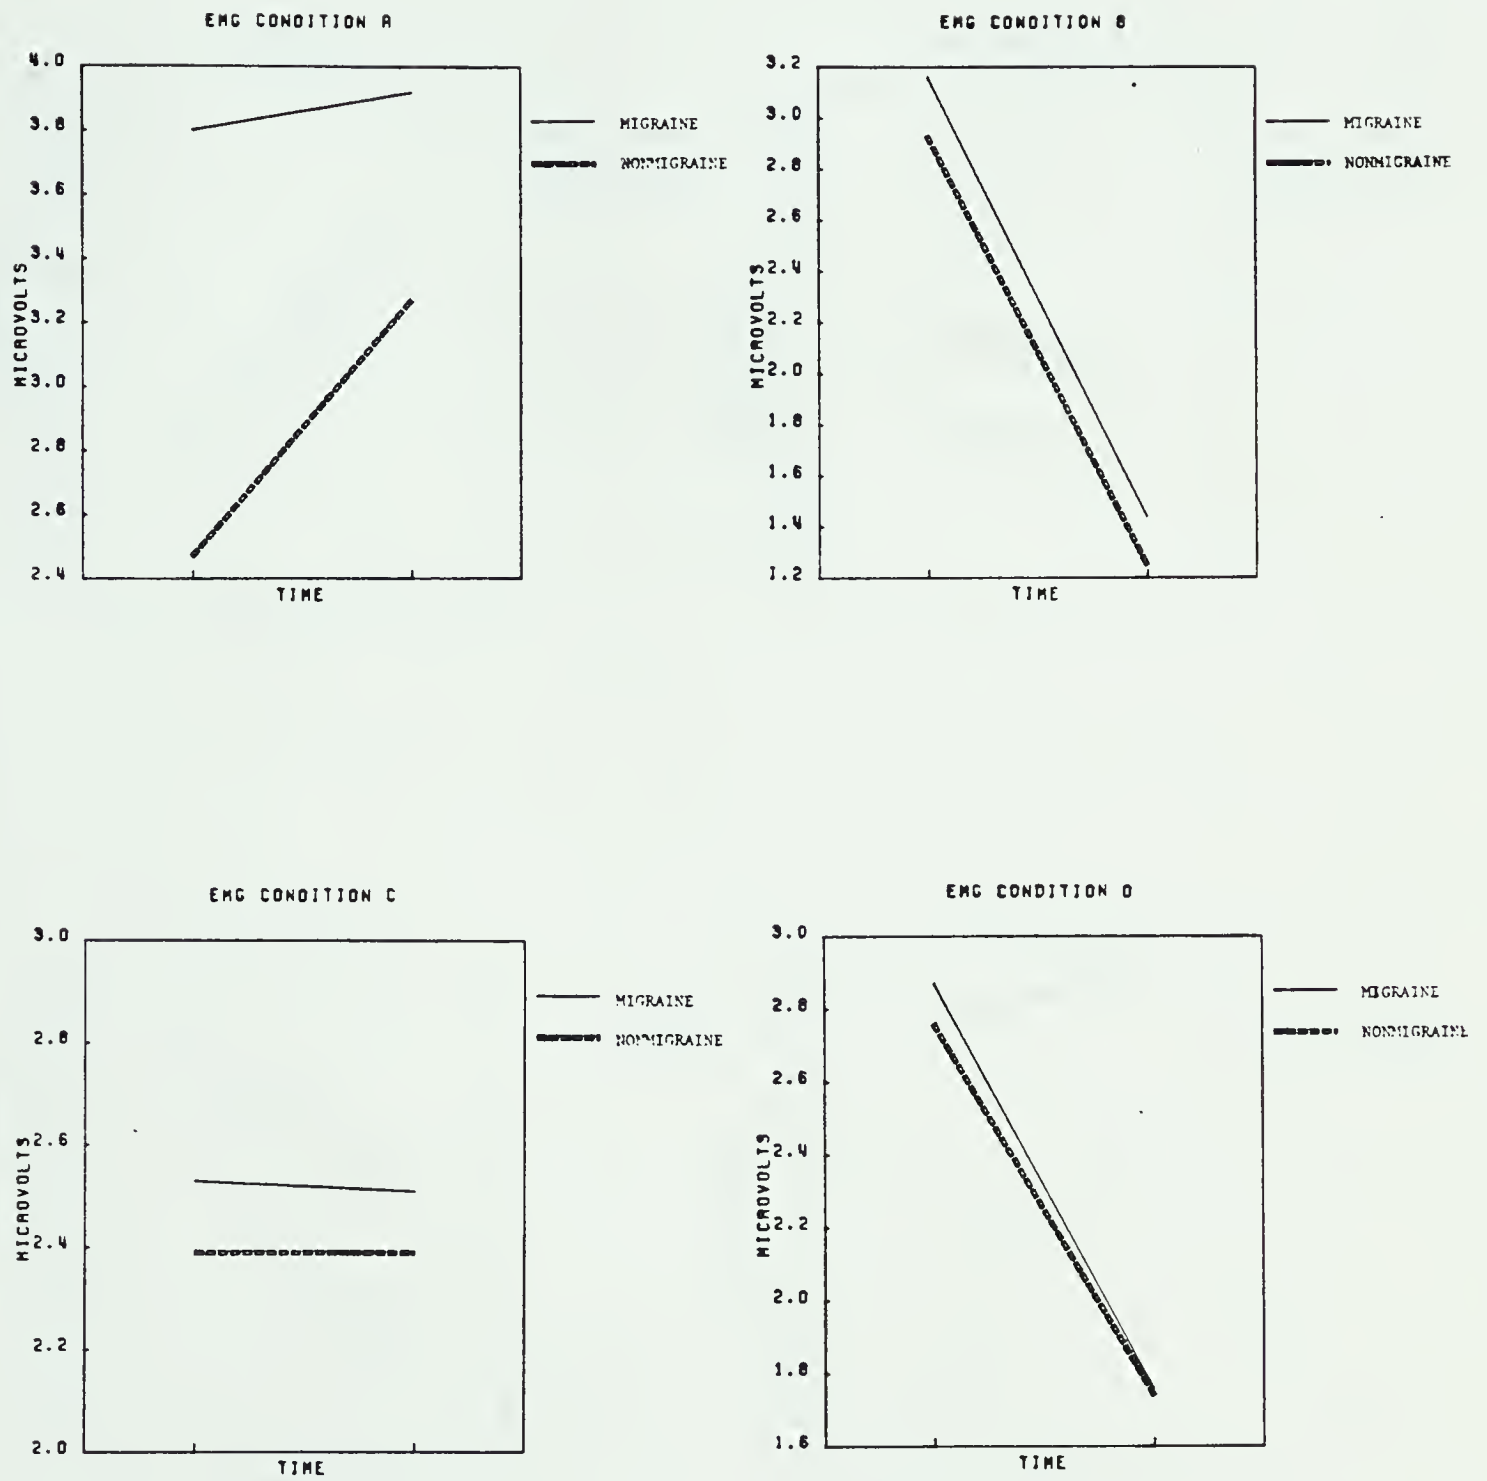 EMG CONDITION A
4.0
3.8
3.6
3.4
3.2
3.0
2.8
2.6
2.4
MICROVOLTS
TIME
MIGRAINE
NONMIGRAINE
EMG CONDITION B
3.2
3.0
2.8
2.6
2.4
2.2
2.0
1.8
1.6
1.4
1.2
MICROVOLTS
TIME
MIGRAINE
NONMIGRAINE
EMG CONDITION C
3.0
2.8
2.6
2.4
2.2
2.0
MICROVOLTS
TIME
MIGRAINE
NONMIGRAINE
EMG CONDITION D
3.0
2.8
2.6
2.4
2.2
2.0
1.8
1.6
MICROVOLTS
TIME
MIGRAINE
NONMIGRAINE